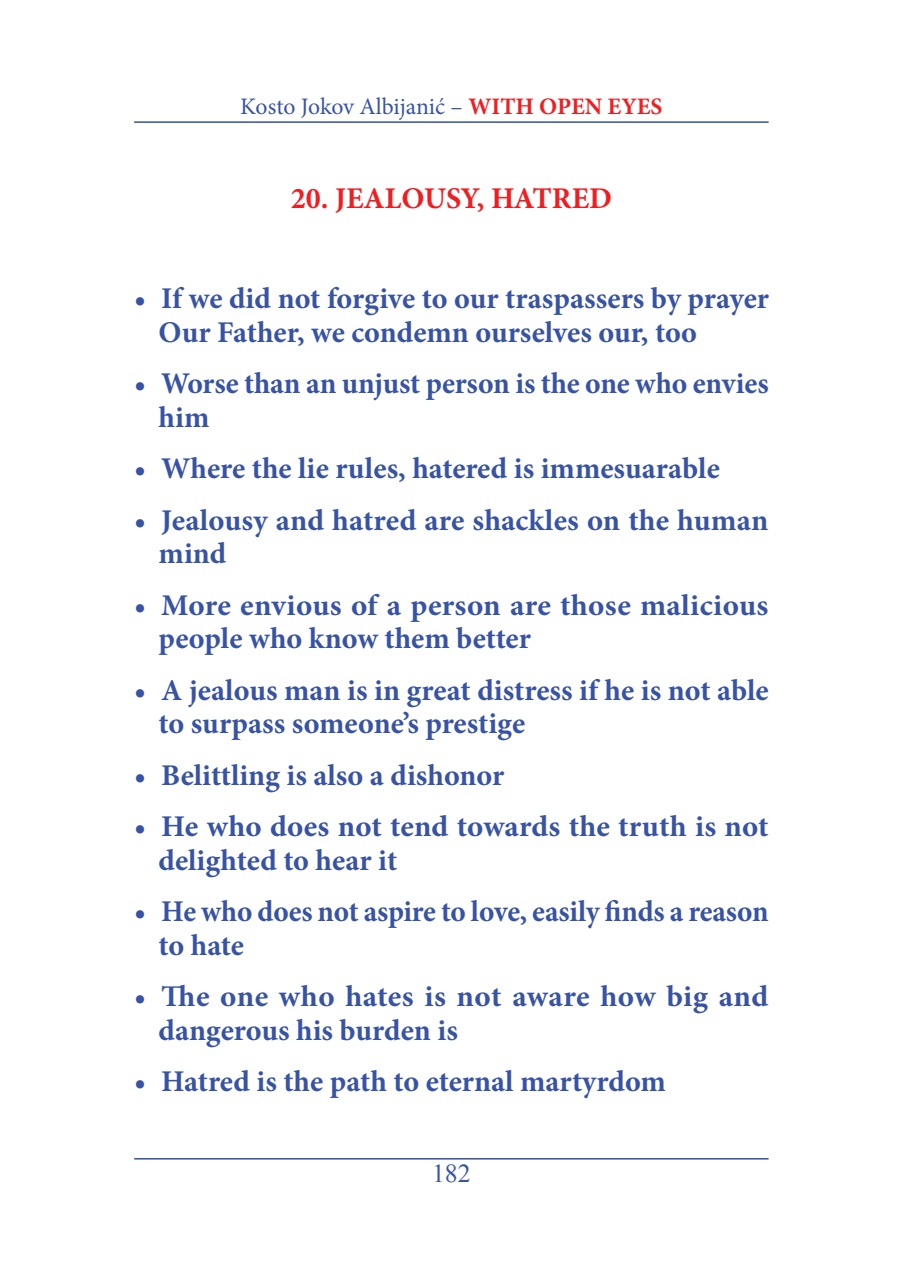 Kosto Jokov Albijanić – WITH OPEN EYES
20. JEALOUSY, HATRED
• If we did not forgive to our traspassers by prayer
Our Father, we condemn ourselves our, too
• Worse than an unjust person is the one who envies
him
• Where the lie rules, hatered is immesuarable
• Jealousy and hatred are shackles on the human
mind
• More envious of a person are those malicious
people who know them better
• A jealous man is in great distress if he is not able
to surpass someone’s prestige
• Belittling is also a dishonor
• He who does not tend towards the truth is not
delighted to hear it
• He who does not aspire to love, easily finds a reason
to hate
• The one who hates is not aware how big and
dangerous his burden is
• Hatred is the path to eternal martyrdom
182